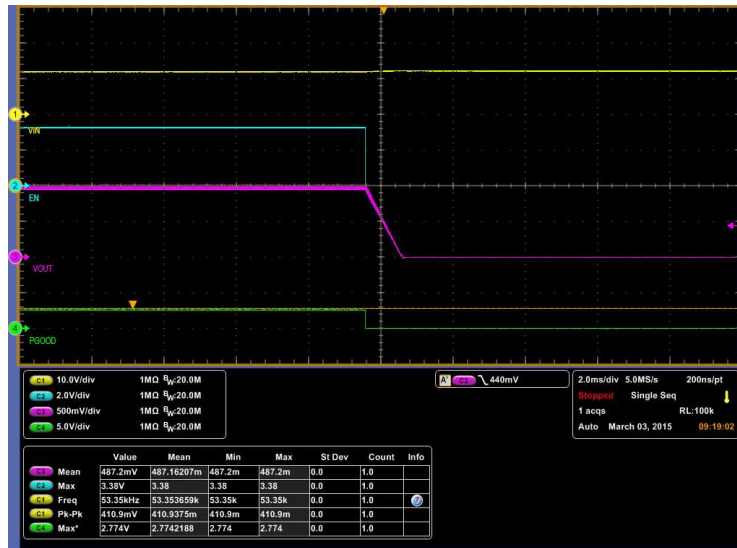 1
VIN
2
EN
3
VOUT
4
PGOOD
C1 10.0V/div 1MΩ BW:20.0M
C2 2.0V/div 1MΩ BW:20.0M
C3 500mV/div 1MΩ BW:20.0M
C4 5.0V/div 1MΩ BW:20.0M
A' C3 440mV
2.0ms/div 5.0MS/s 200ns/pt
Stopped Single Seq
1 acqs RL:100k
Auto March 03, 2015 09:19:02
Value Mean Min Max St Dev Count Info
C3 Mean 487.2mV 487.16207m 487.2m 487.2m 0.0 1.0
C2 Max 3.38V 3.38 3.38 3.38 0.0 1.0
C1 Freq 53.35kHz 53.353659k 53.35k 53.35k 0.0 1.0
C1 Pk-Pk 410.9mV 410.9375m 410.9m 410.9m 0.0 1.0
C4 Max* 2.774V 2.7742188 2.774 2.774 0.0 1.0